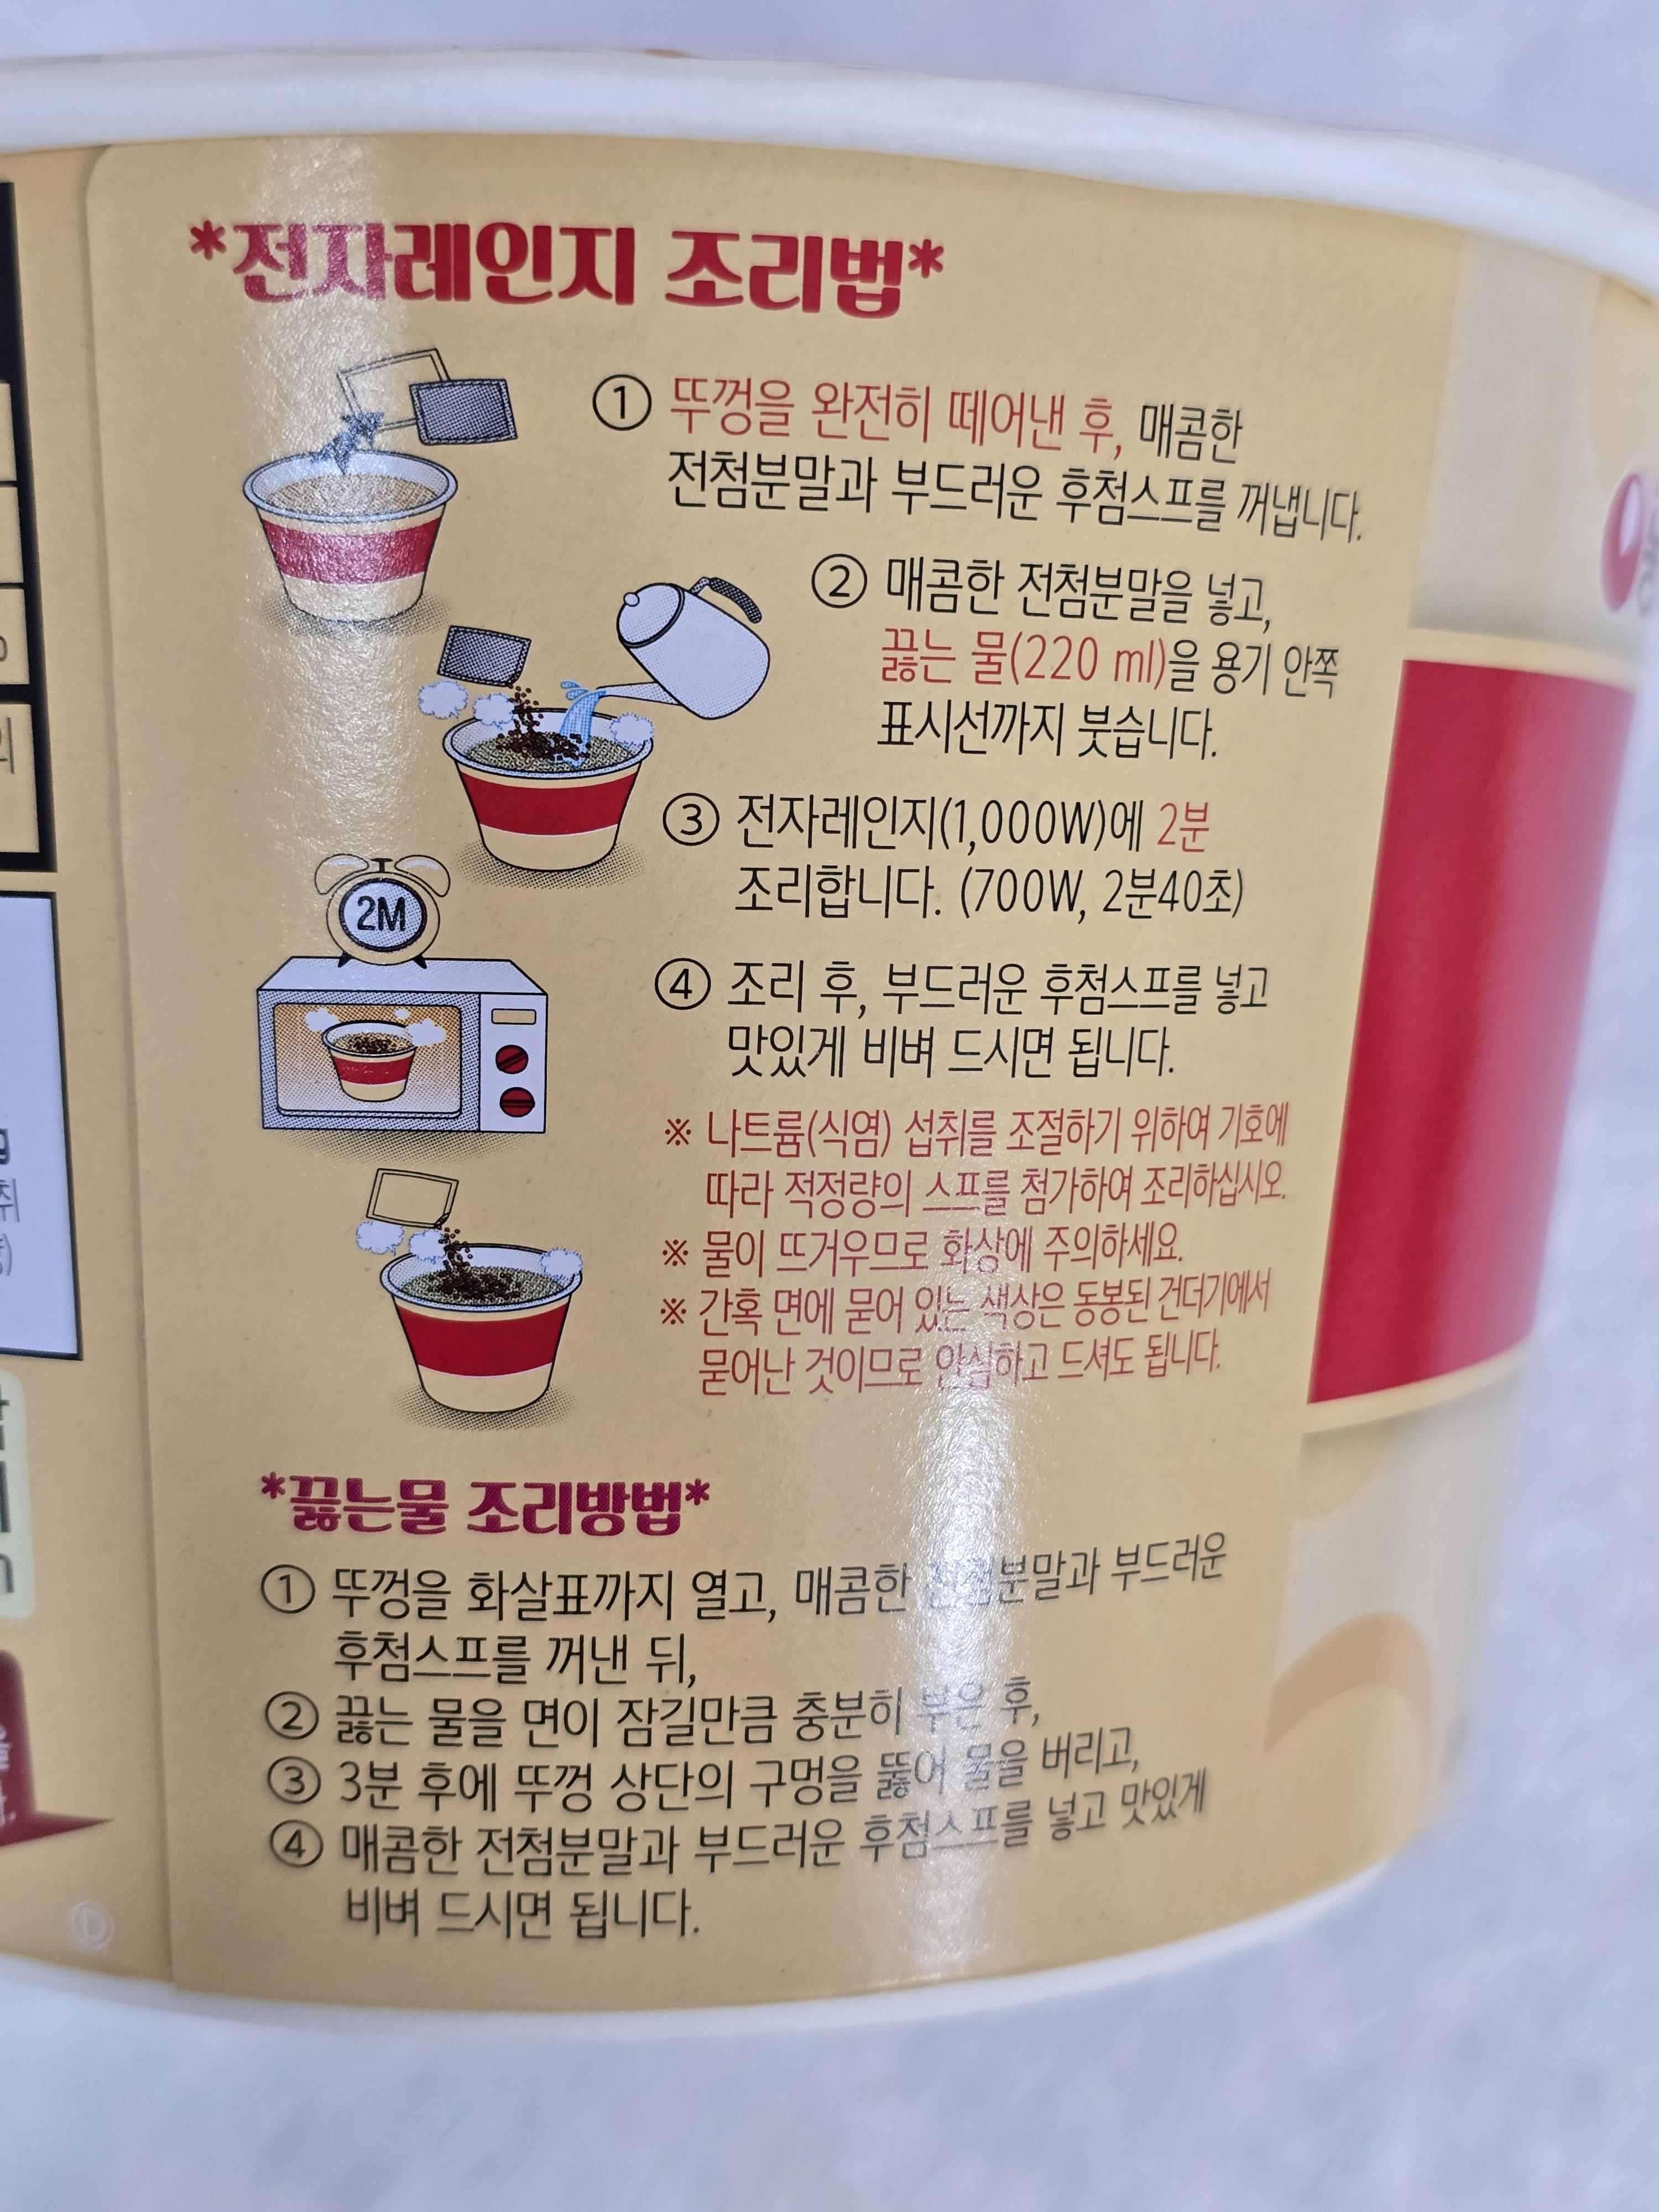 *전자레인지 조리법*
① 뚜껑을 완전히 떼어낸 후, 매콤한
전첨분말과 부드러운 후첨스프를 꺼냅니다.
② 매콤한 전첨분말을 넣고,
끓는 물(220 ml)을 용기 안쪽
표시선까지 붓습니다.
③ 전자레인지(1,000W)에 2분
조리합니다. (700W, 2분40초)
2M
④ 조리 후, 부드러운 후첨스프를 넣고
맛있게 비벼 드시면 됩니다.
※ 나트륨(식염) 섭취를 조절하기 위하여 기호에
따라 적정량의 스프를 첨가하여 조리하십시오.
※ 물이 뜨거우므로 화상에 주의하세요.
※ 간혹 면에 묻어 있는 색상은 동봉된 건더기에서
묻어난 것이므로 안심하고 드셔도 됩니다.
*끓는물 조리방법*
① 뚜껑을 화살표까지 열고, 매콤한 전첨분말과 부드러운
후첨스프를 꺼낸 뒤,
② 끓는 물을 면이 잠길만큼 충분히 부은 후,
③ 3분 후에 뚜껑 상단의 구멍을 뚫어 물을 버리고,
④ 매콤한 전첨분말과 부드러운 후첨스프를 넣고 맛있게
비벼 드시면 됩니다.